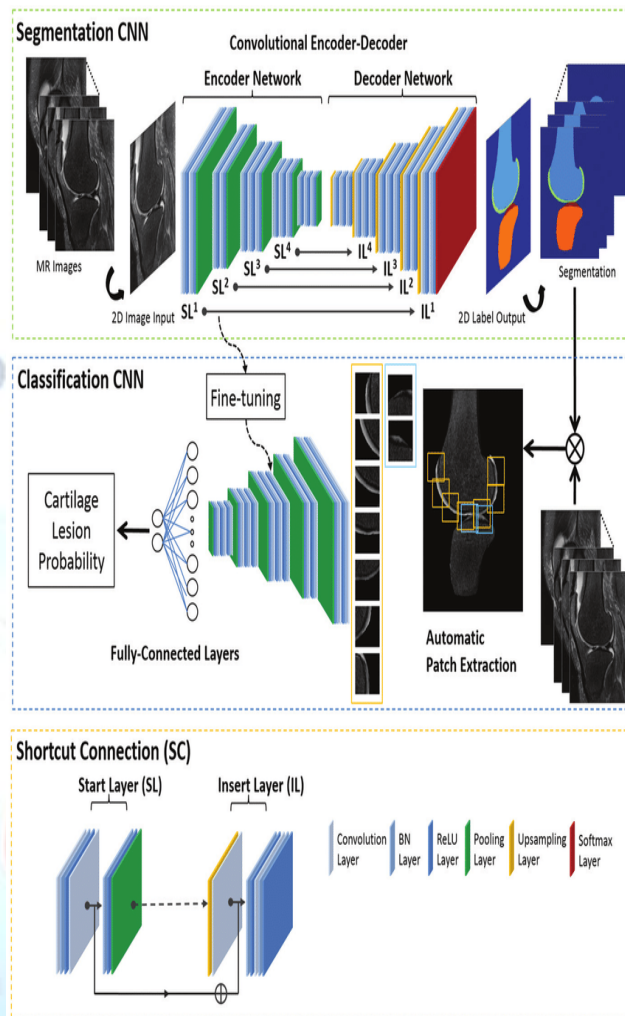 Segmentation CNN
Convolutional Encoder-Decoder
Encoder Network
Decoder Network
MR Images
2D Image Input
SL1
SL2
SL3
SL4
IL4
IL3
IL2
IL1
2D Label Output
Segmentation
Classification CNN
Fine-tuning
Cartilage
Lesion
Probability
Fully-Connected Layers
Automatic
Patch Extraction
Shortcut Connection (SC)
Start Layer (SL)
Insert Layer (IL)
Convolution
Layer
BN
Layer
ReLU
Layer
Pooling
Layer
Upsampling
Layer
Softmax
Layer